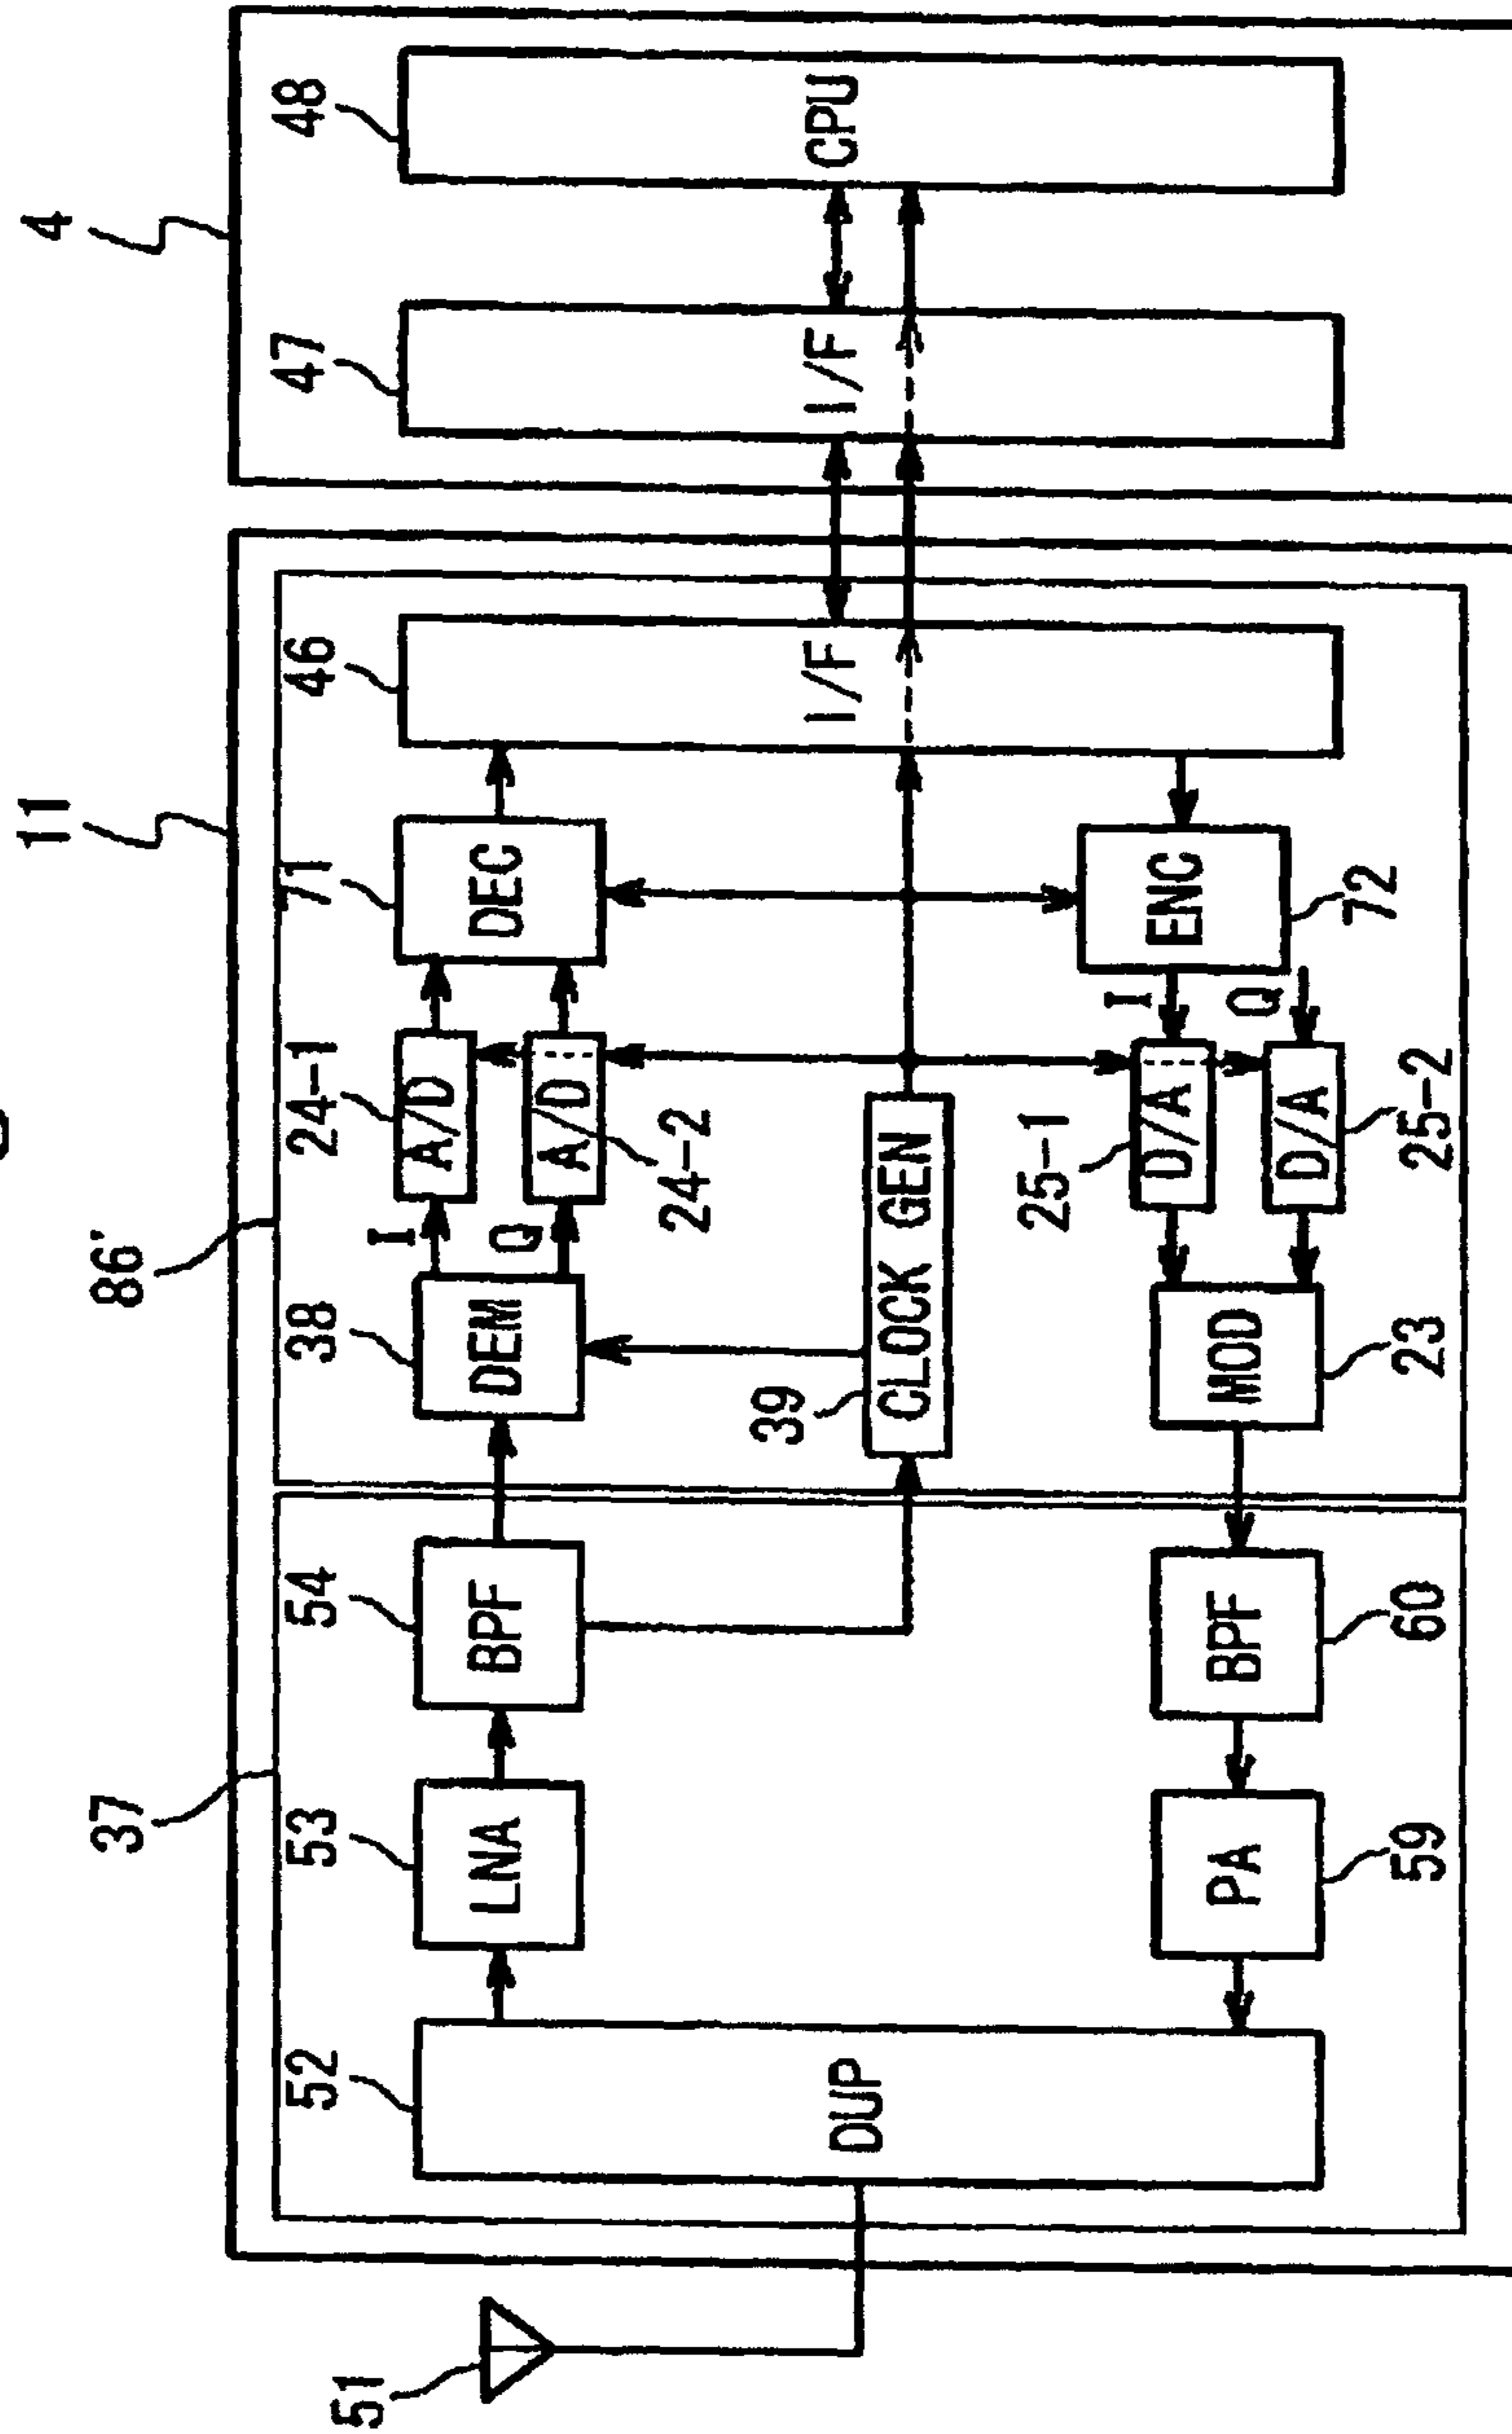 11
4
86'
37
51
52
53
54
38
24-1
71
46
47
48
DUP
LNA
BPF
DEM
I
Q
A/D
A/D
24-2
DEC
I/F
I/F
CPU
39
CLOCK GEN
25-1
PA
BPF
MOD
D/A
D/A
I
Q
ENC
59
60
23
25-2
72